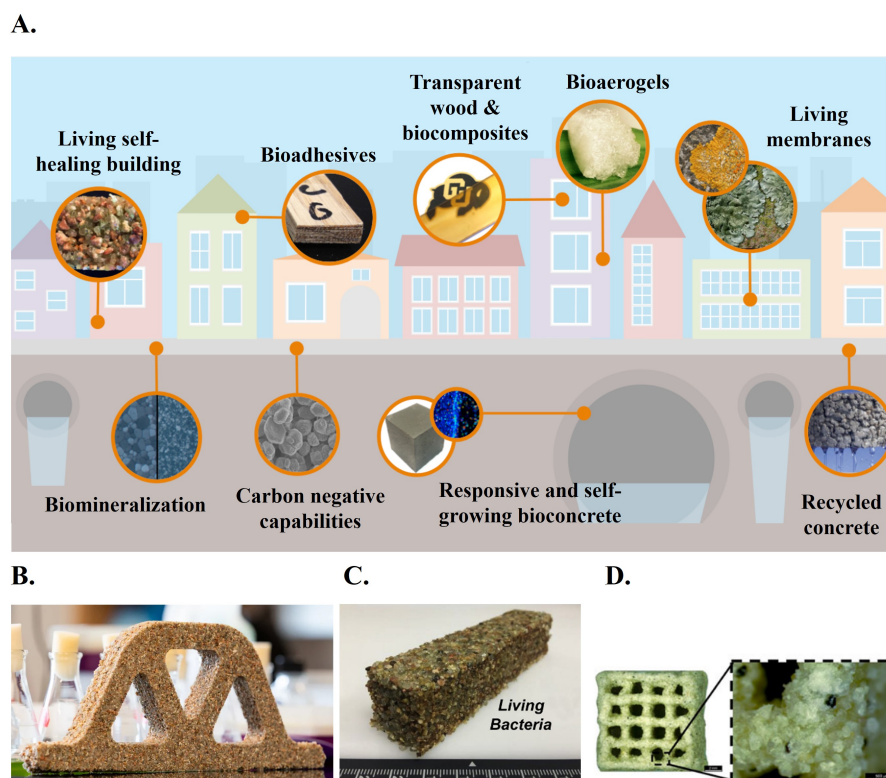 A.
Transparent
wood &
biocomposites
Bioaerogels
Living
membranes
Living self-
healing building
Bioadhesives
J
G
Biomineralization
Carbon negative
capabilities
Responsive and self-
growing bioconcrete
Recycled
concrete
B.
C.
D.
Living
Bacteria